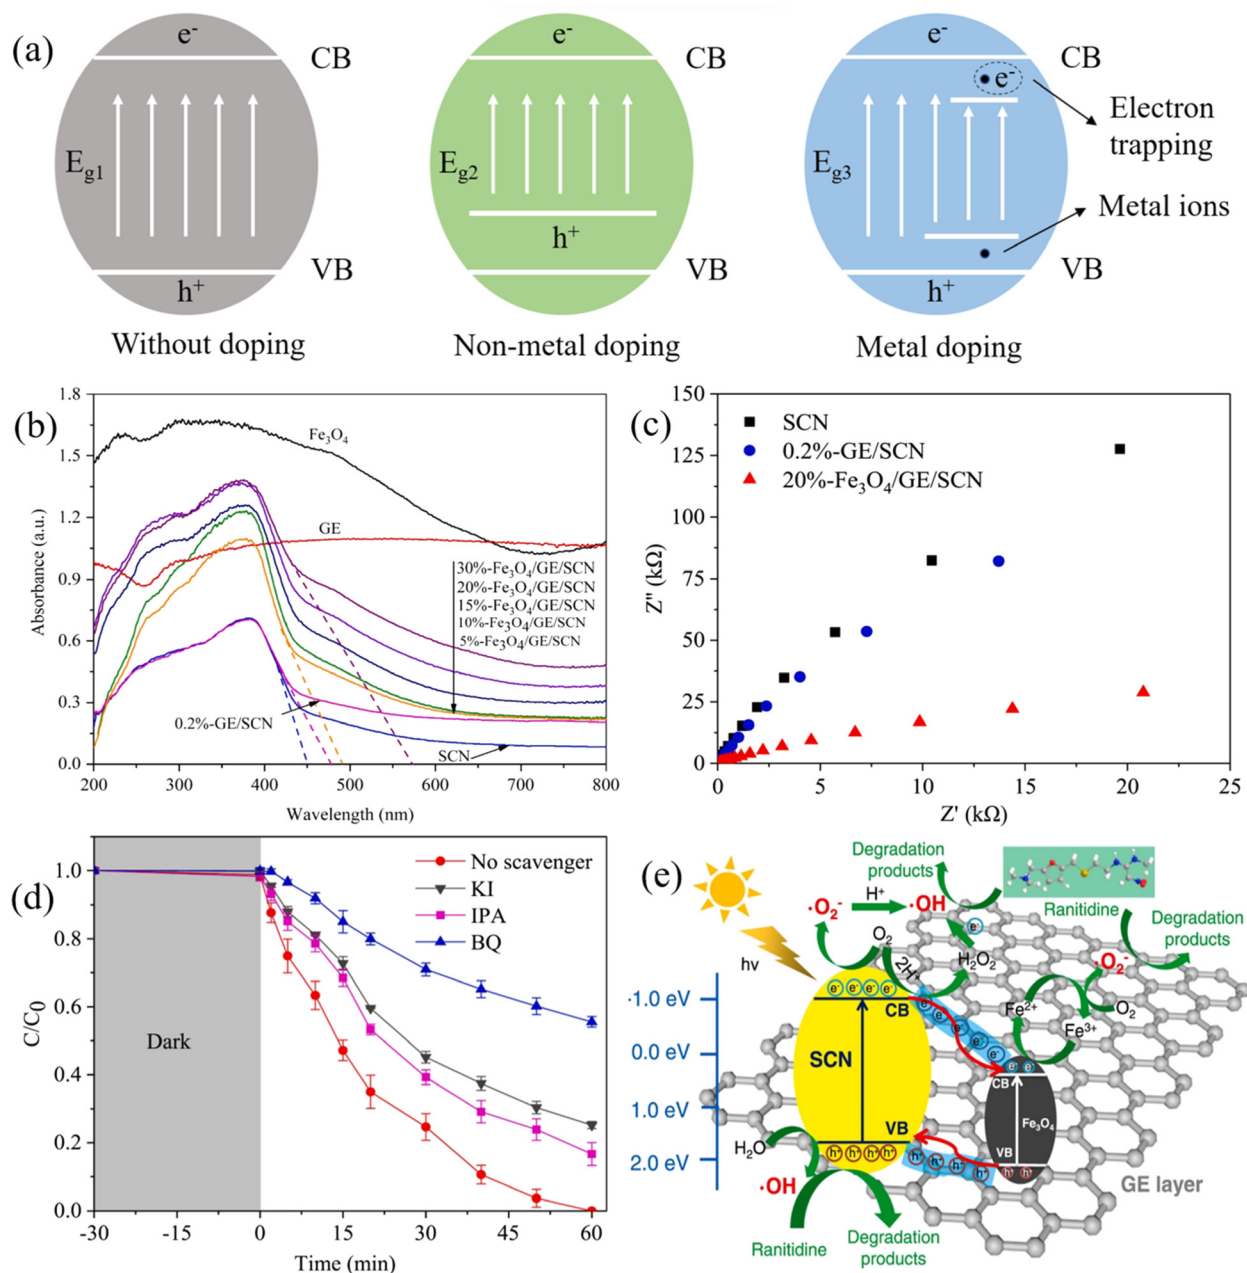 (a)
e⁻
CB
E_g1
h⁺
VB
Without doping
e⁻
CB
E_g2
h⁺
VB
Non-metal doping
e⁻
CB
e⁻
Electron
trapping
E_g3
Metal ions
h⁺
VB
Metal doping
(b)
1.8
1.5
1.2
0.9
0.6
0.3
0.0
Absorbance (a.u.)
Fe₃O₄
GE
30%-Fe₃O₄/GE/SCN
20%-Fe₃O₄/GE/SCN
15%-Fe₃O₄/GE/SCN
10%-Fe₃O₄/GE/SCN
5%-Fe₃O₄/GE/SCN
0.2%-GE/SCN
SCN
200 300 400 500 600 700 800
Wavelength (nm)
(c)
150
125
100
75
50
25
0
Z'' (kΩ)
SCN
0.2%-GE/SCN
20%-Fe₃O₄/GE/SCN
0 5 10 15 20 25
Z' (kΩ)
(d)
1.0
0.8
0.6
0.4
0.2
0.0
C/C₀
Dark
No scavenger
KI
IPA
BQ
-30 -15 0 15 30 45 60
Time (min)
(e)
Degradation
products
·O₂⁻
H⁺
·OH
Ranitidine
Degradation
products
hν
O₂
2H⁺
H₂O₂
e⁻
·O₂⁻
O₂
Fe²⁺
Fe³⁺
-1.0 eV
0.0 eV
1.0 eV
2.0 eV
e⁻ e⁻ e⁻ e⁻
CB
SCN
VB
h⁺ h⁺ h⁺ h⁺
e⁻ e⁻ e⁻ e⁻ e⁻
e⁻ e⁻
CB
Fe₃O₄
VB
h⁺ h⁺
h⁺ h⁺ h⁺ h⁺
H₂O
·OH
Ranitidine
Degradation
products
GE layer